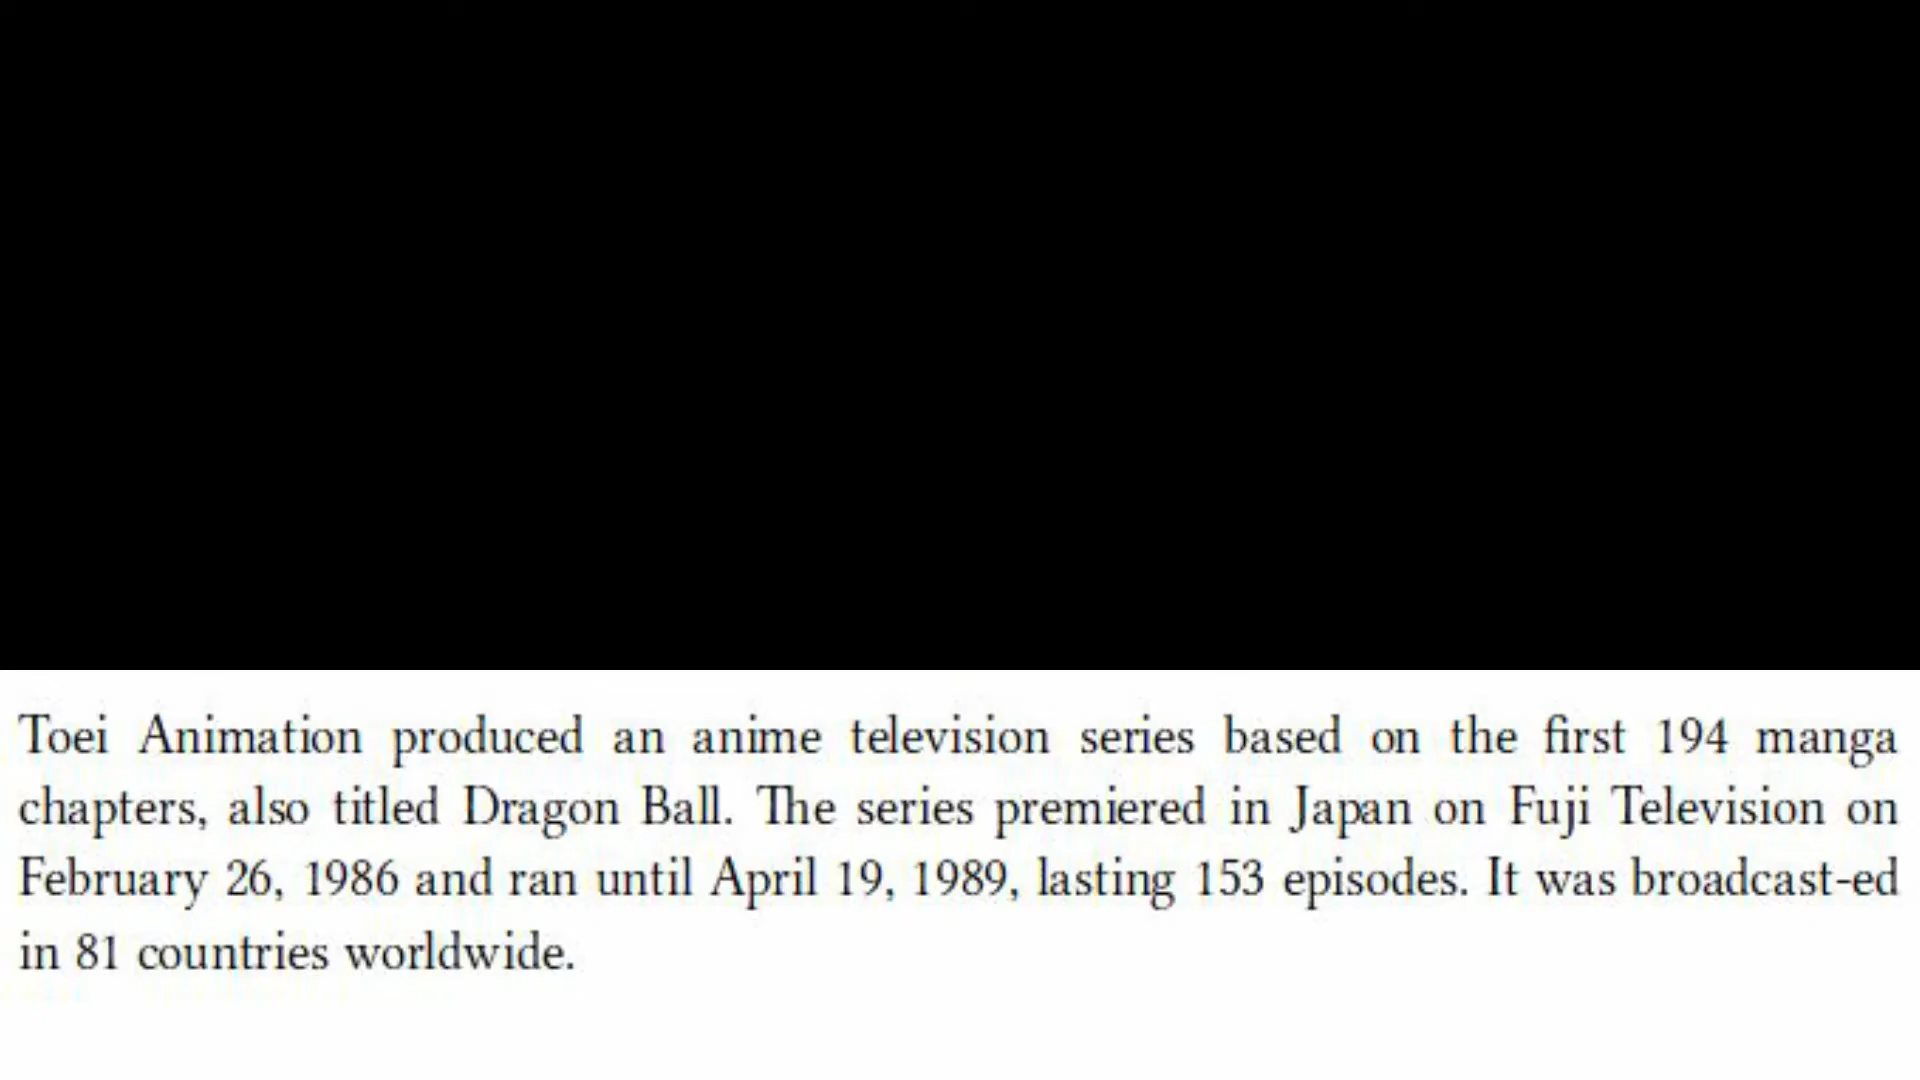 Toei Animation produced an anime television series based on the first 194 manga
chapters, also titled Dragon Ball. The series premiered in Japan on Fuji Television on
February 26, 1986 and ran until April 19, 1989, lasting 153 episodes. It was broadcast-ed
in 81 countries worldwide.